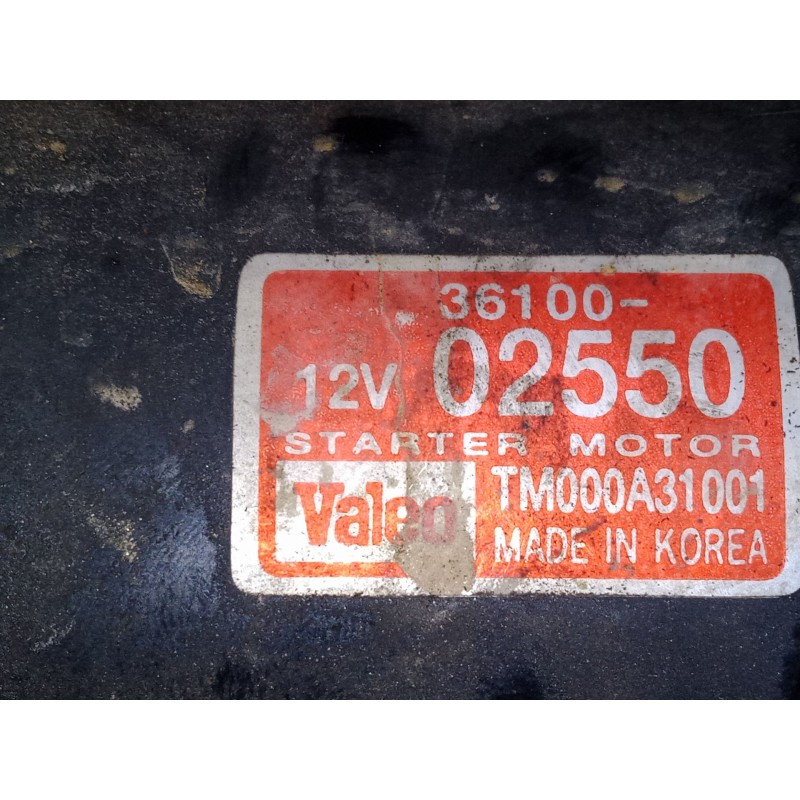 36100-
12V 02550
STARTER MOTOR
Valeo
TM000A31001
MADE IN KOREA